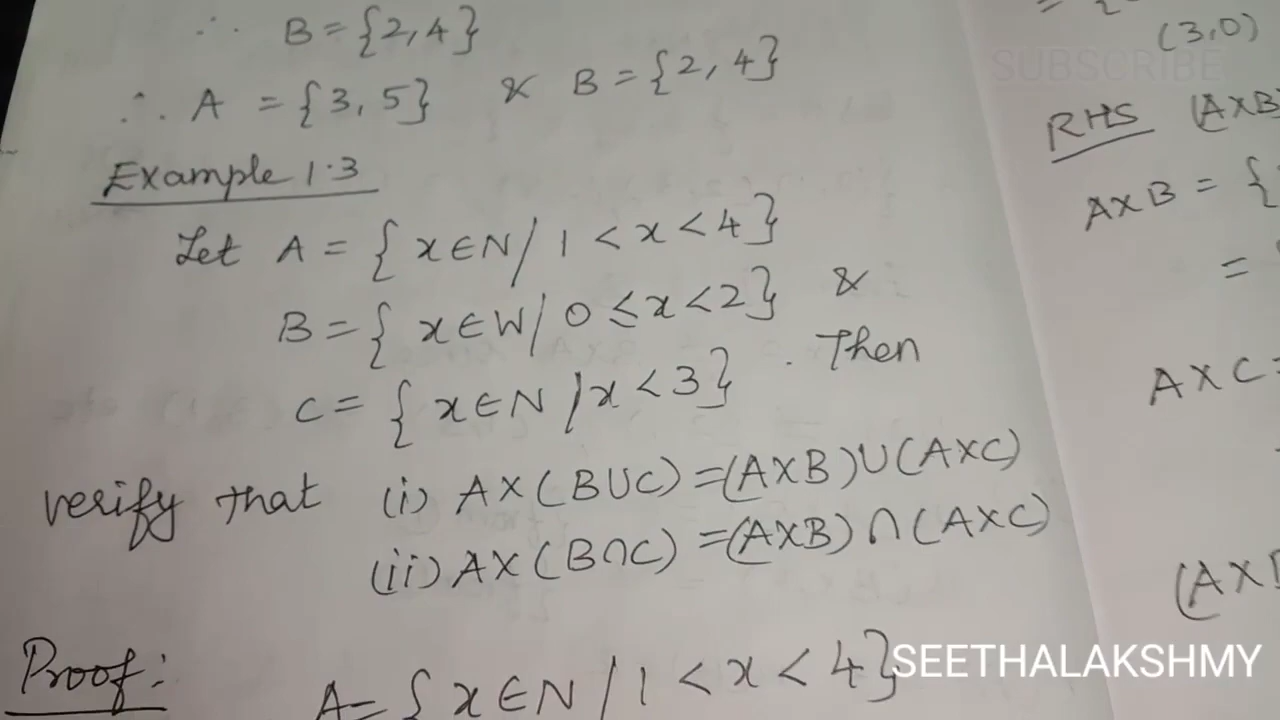 ∴ B = {2, 4}
∴ A = {3, 5} & B = {2, 4}
Example 1.3
Let A = { x ∈ N / 1 < x < 4}
B = { x ∈ W / 0 ≤ x < 2} &
C = { x ∈ N / x < 3} . Then
verify that (i) A × (B ∪ C) = (A × B) ∪ (A × C)
(ii) A × (B ∩ C) = (A × B) ∩ (A × C)
Proof:
A = { x ∈ N / 1 < x < 4}
(3,0)
SUBSCRIBE
RHS (A×B)
A×B = {
=
A×C =
(A×
SEETHALAKSHMY